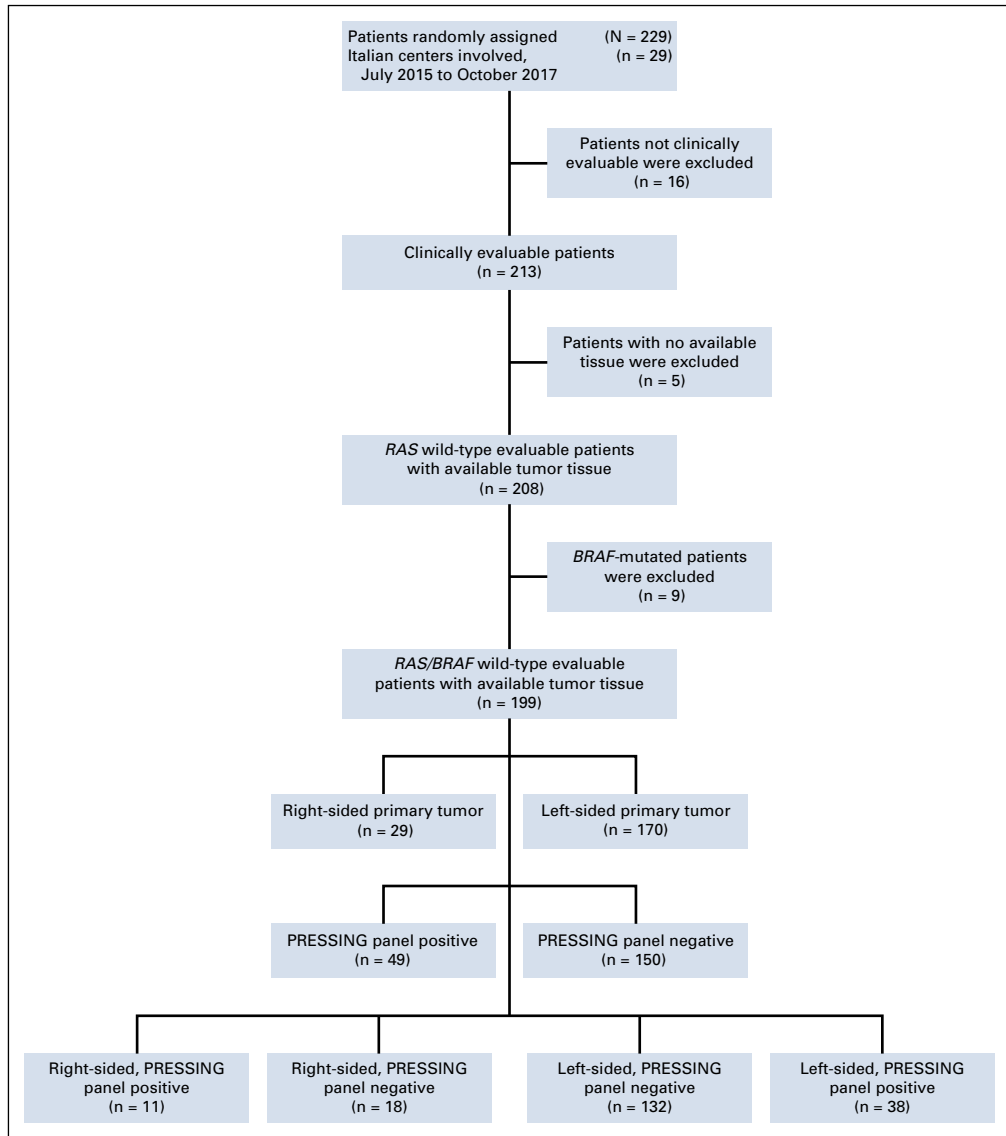 Patients randomly assigned (N = 229)
Italian centers involved, (n = 29)
July 2015 to October 2017
Patients not clinically
evaluable were excluded
(n = 16)
Clinically evaluable patients
(n = 213)
Patients with no available
tissue were excluded
(n = 5)
RAS wild-type evaluable patients
with available tumor tissue
(n = 208)
BRAF-mutated patients
were excluded
(n = 9)
RAS/BRAF wild-type evaluable
patients with available tumor tissue
(n = 199)
Right-sided primary tumor
(n = 29)
Left-sided primary tumor
(n = 170)
PRESSING panel positive
(n = 49)
PRESSING panel negative
(n = 150)
Right-sided, PRESSING
panel positive
(n = 11)
Right-sided, PRESSING
panel negative
(n = 18)
Left-sided, PRESSING
panel negative
(n = 132)
Left-sided, PRESSING
panel positive
(n = 38)